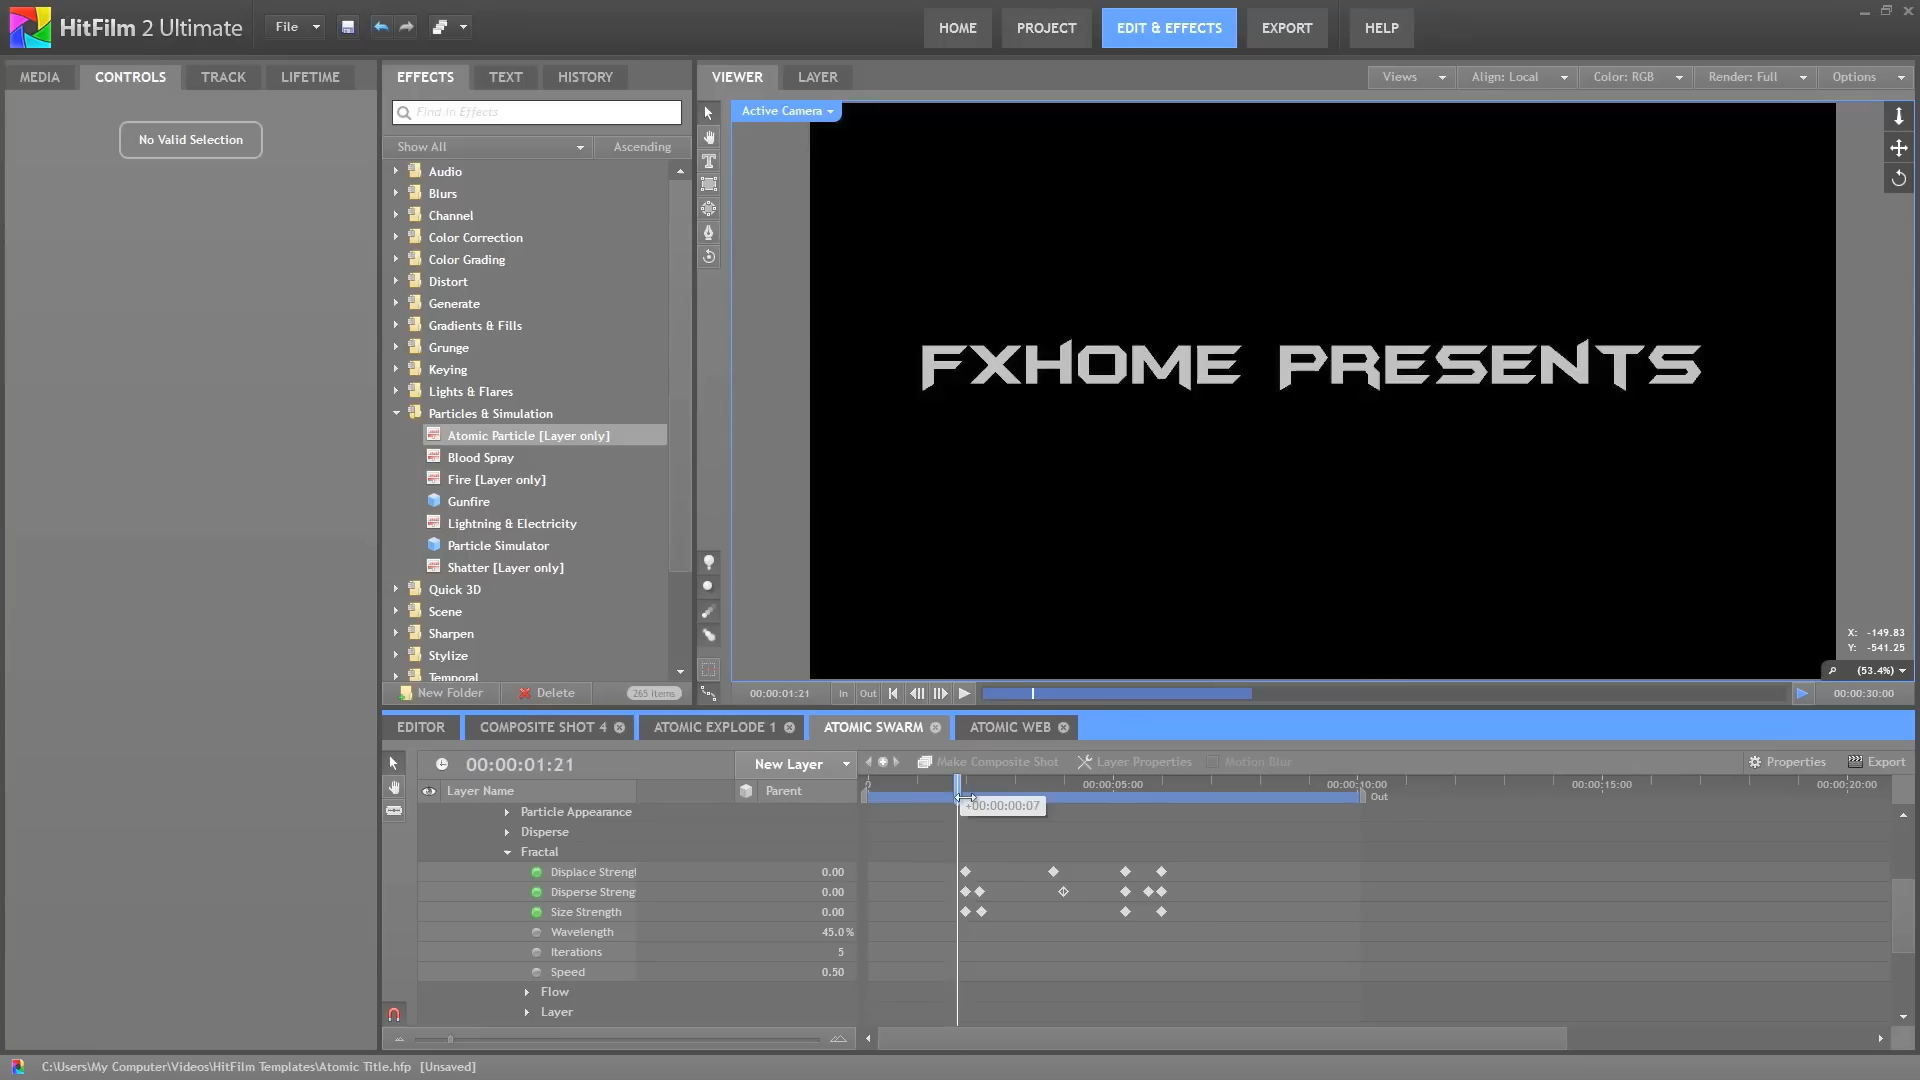 HitFilm 2 Ultimate
File
HOME
PROJECT
EDIT & EFFECTS
EXPORT
HELP
MEDIA
CONTROLS
TRACK
LIFETIME
EFFECTS
TEXT
HISTORY
VIEWER
LAYER
Views
Align: Local
Color: RGB
Render: Full
Options
No Valid Selection
Find in Effects
Active Camera
Show All
Ascending
Audio
Blurs
Channel
Color Correction
Color Grading
Distort
Generate
Gradients & Fills
Grunge
Keying
Lights & Flares
Particles & Simulation
Atomic Particle [Layer only]
Blood Spray
Fire [Layer only]
Gunfire
Lightning & Electricity
Particle Simulator
Shatter [Layer only]
Quick 3D
Scene
Sharpen
Stylize
Temporal
FXHOME PRESENTS
X: -149.83
Y: -541.25
(53.4%)
New Folder
Delete
265 items
00:00:01:21
In
Out
00:00:30:00
EDITOR
COMPOSITE SHOT 4
ATOMIC EXPLODE 1
ATOMIC SWARM
ATOMIC WEB
00:00:01:21
New Layer
Make Composite Shot
Layer Properties
Motion Blur
Properties
Export
Layer Name
Parent
0
00:00:05:00
00:00:10:00
00:00:15:00
00:00:20:00
Out
+00:00:00:07
Particle Appearance
Disperse
Fractal
Displace Strengt 0.00
Disperse Streng 0.00
Size Strength 0.00
Wavelength 45.0%
Iterations 5
Speed 0.50
Flow
Layer
C:\Users\My Computer\Videos\HitFilm Templates\Atomic Title.hfp [Unsaved]